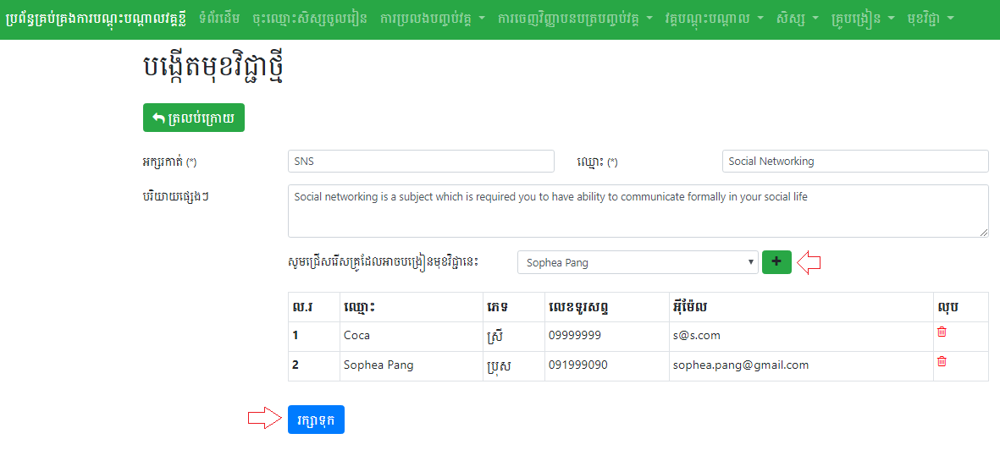 ប្រព័ន្ធគ្រប់គ្រងការបណ្តុះបណ្តាលវគ្គខ្លី ទំព័រដើម ចុះឈ្មោះសិស្សចូលរៀន ការប្រលងបញ្ចប់វគ្គ ការចេញវិញ្ញាបនបត្របញ្ចប់វគ្គ វគ្គបណ្តុះបណ្តាល សិស្ស គ្រូបង្រៀន មុខវិជ្ជា
បង្កើតមុខវិជ្ជាថ្មី
ត្រលប់ក្រោយ
អក្សរកាត់ (*) SNS ឈ្មោះ (*) Social Networking
បរិយាយផ្សេងៗ Social networking is a subject which is required you to have ability to communicate formally in your social life
សូមជ្រើសរើសគ្រូដែលអាចបង្រៀនមុខវិជ្ជានេះ Sophea Pang
ល.រ ឈ្មោះ ភេទ លេខទូរសព្ទ អ៊ីម៉ែល លុប
1 Coca ស្រី 09999999 s@s.com
2 Sophea Pang ប្រុស 091999090 sophea.pang@gmail.com
រក្សាទុក